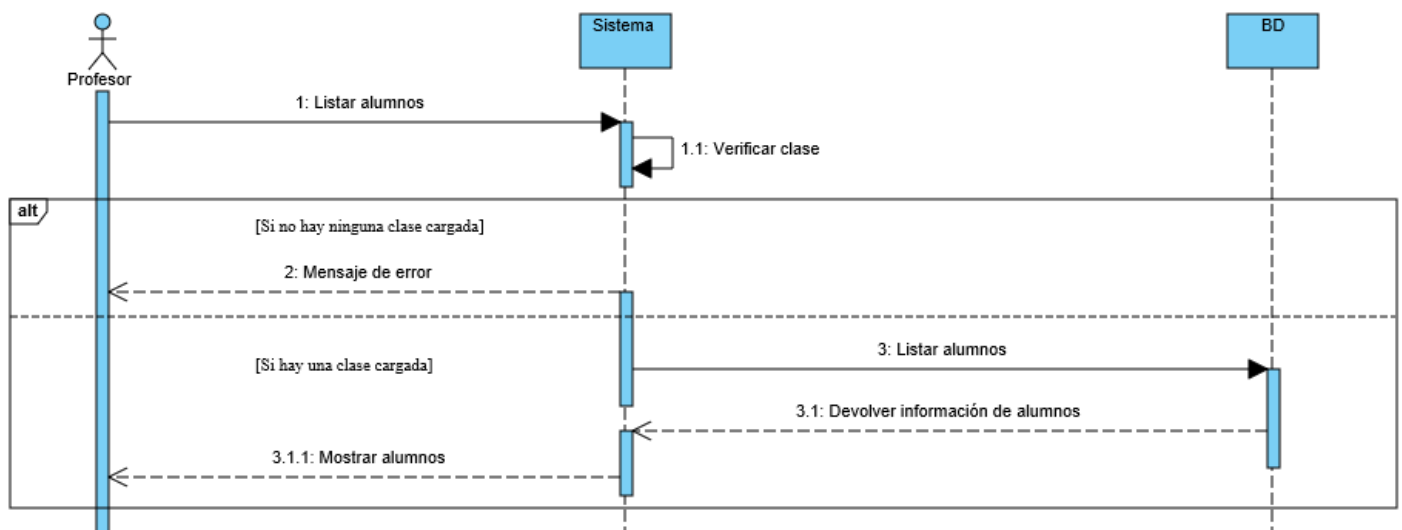 Sistema
BD
Profesor
1: Listar alumnos
1.1: Verificar clase
alt
[Si no hay ninguna clase cargada]
2: Mensaje de error
[Si hay una clase cargada]
3: Listar alumnos
3.1: Devolver información de alumnos
3.1.1: Mostrar alumnos